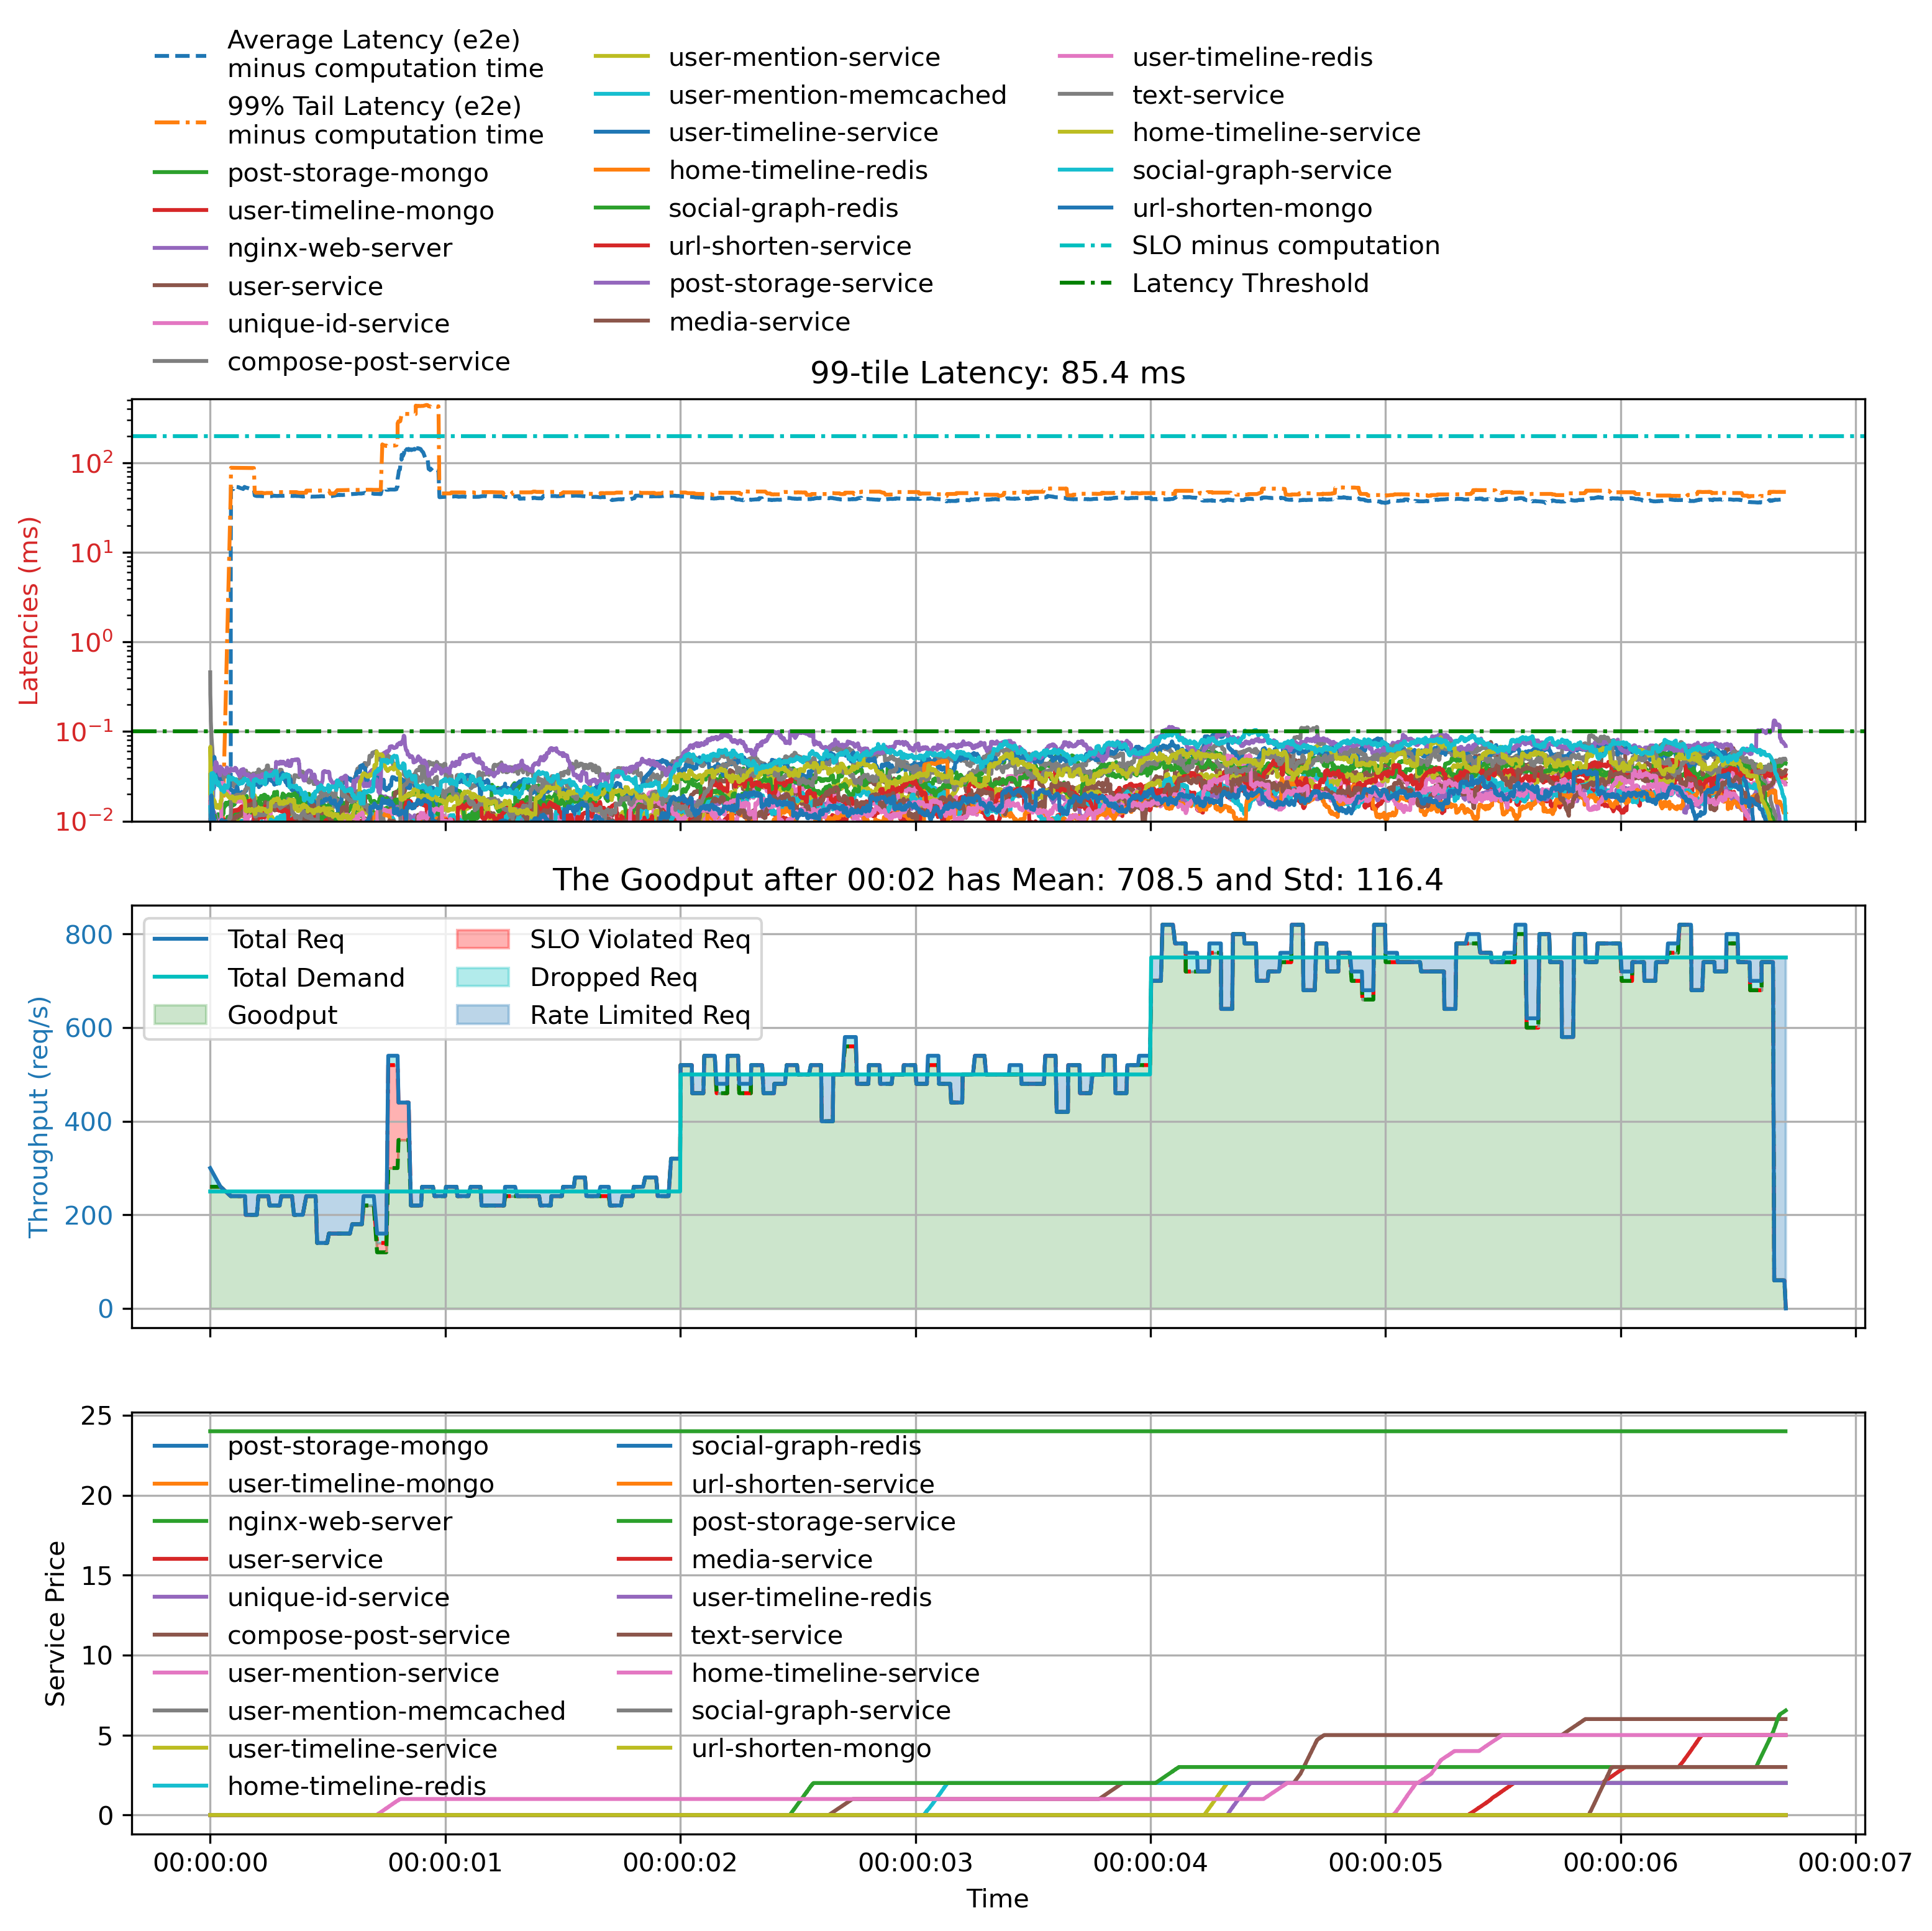 Average Latency (e2e)
minus computation time
99% Tail Latency (e2e)
minus computation time
post-storage-mongo
user-timeline-mongo
nginx-web-server
user-service
unique-id-service
compose-post-service
user-mention-service
user-mention-memcached
user-timeline-service
home-timeline-redis
social-graph-redis
url-shorten-service
post-storage-service
media-service
user-timeline-redis
text-service
home-timeline-service
social-graph-service
url-shorten-mongo
SLO minus computation
Latency Threshold
99-tile Latency: 85.4 ms
Latencies (ms)
10²
10¹
10⁰
10⁻¹
10⁻²
The Goodput after 00:02 has Mean: 708.5 and Std: 116.4
Throughput (req/s)
800
600
400
200
0
Total Req
Total Demand
Goodput
SLO Violated Req
Dropped Req
Rate Limited Req
Service Price
25
20
15
10
5
0
post-storage-mongo
user-timeline-mongo
nginx-web-server
user-service
unique-id-service
compose-post-service
user-mention-service
user-mention-memcached
user-timeline-service
home-timeline-redis
social-graph-redis
url-shorten-service
post-storage-service
media-service
user-timeline-redis
text-service
home-timeline-service
social-graph-service
url-shorten-mongo
00:00:00
00:00:01
00:00:02
00:00:03
00:00:04
00:00:05
00:00:06
00:00:07
Time